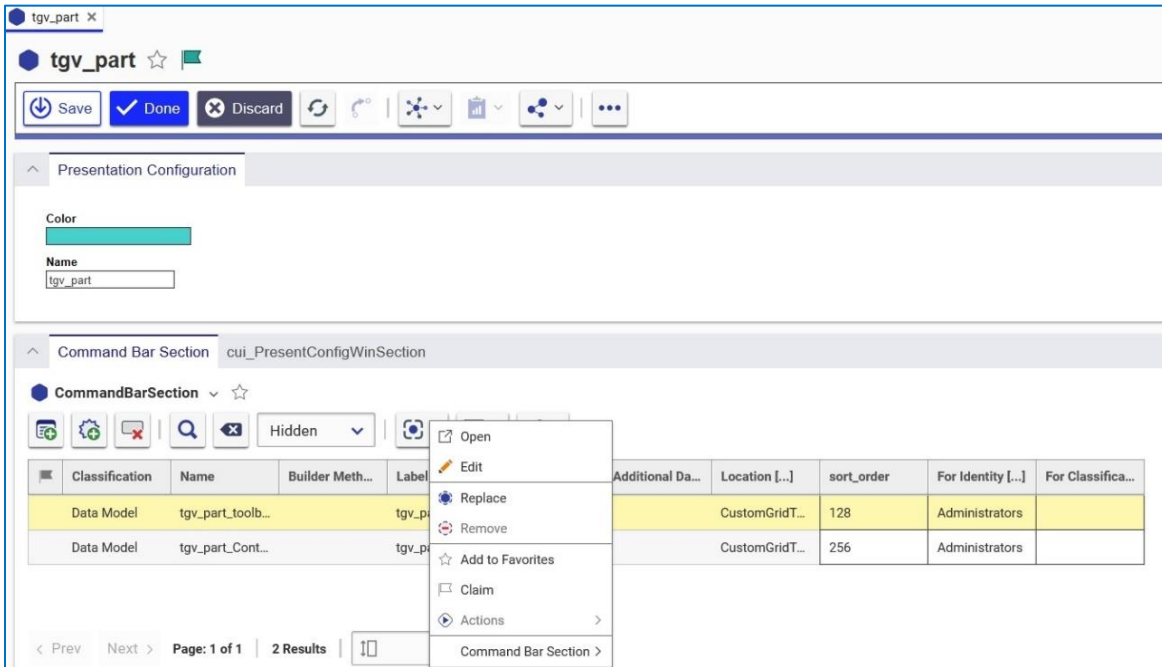 tgv_part
tgv_part
Save Done Discard
Presentation Configuration
Color
Name
tgv_part
Command Bar Section cui_PresentConfigWinSection
CommandBarSection
Hidden
Classification Name Builder Meth... Label Additional Da... Location [...] sort_order For Identity [...] For Classifica...
Data Model tgv_part_toolb... tgv_pa CustomGridT... 128 Administrators
Data Model tgv_part_Cont... tgv_pa CustomGridT... 256 Administrators
Open
Edit
Replace
Remove
Add to Favorites
Claim
Actions
Command Bar Section
< Prev Next > Page: 1 of 1 2 Results